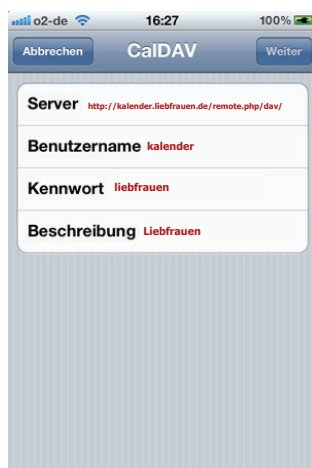 o2-de 16:27 100%
Abbrechen CalDAV Weiter
Server http://kalender.liebfrauen.de/remote.php/dav/
Benutzername kalender
Kennwort liebfrauen
Beschreibung Liebfrauen